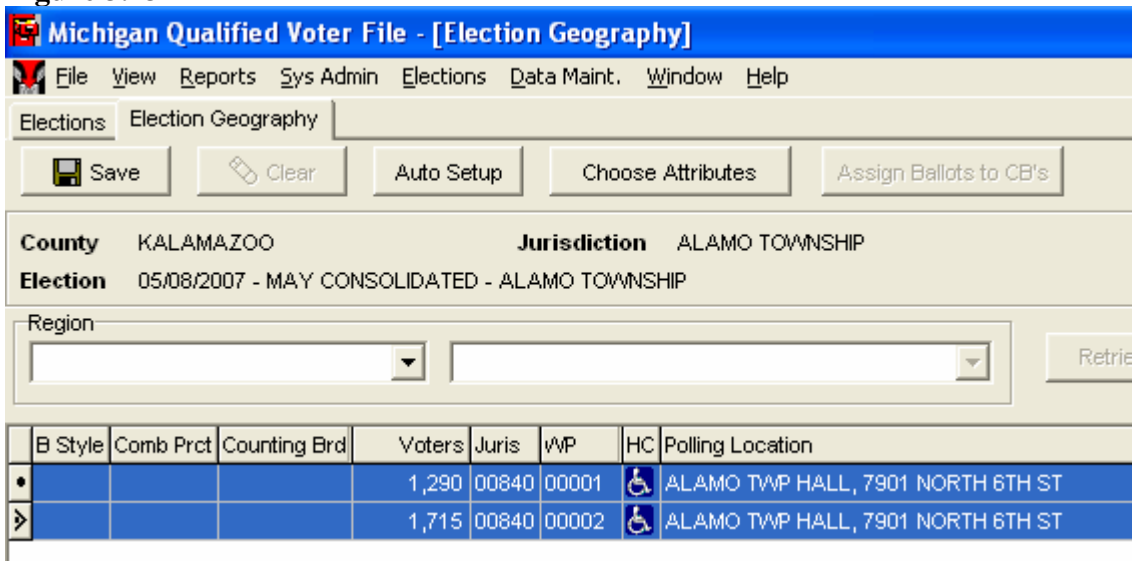 Michigan Qualified Voter File - [Election Geography]
File View Reports Sys Admin Elections Data Maint. Window Help
Elections Election Geography
Save Clear Auto Setup Choose Attributes Assign Ballots to CB's
County KALAMAZOO Jurisdiction ALAMO TOWNSHIP
Election 05/08/2007 - MAY CONSOLIDATED - ALAMO TOWNSHIP
Region
B Style Comb Prct Counting Brd Voters Juris WP HC Polling Location
1,290 00840 00001 ALAMO TWP HALL, 7901 NORTH 6TH ST
1,715 00840 00002 ALAMO TWP HALL, 7901 NORTH 6TH ST